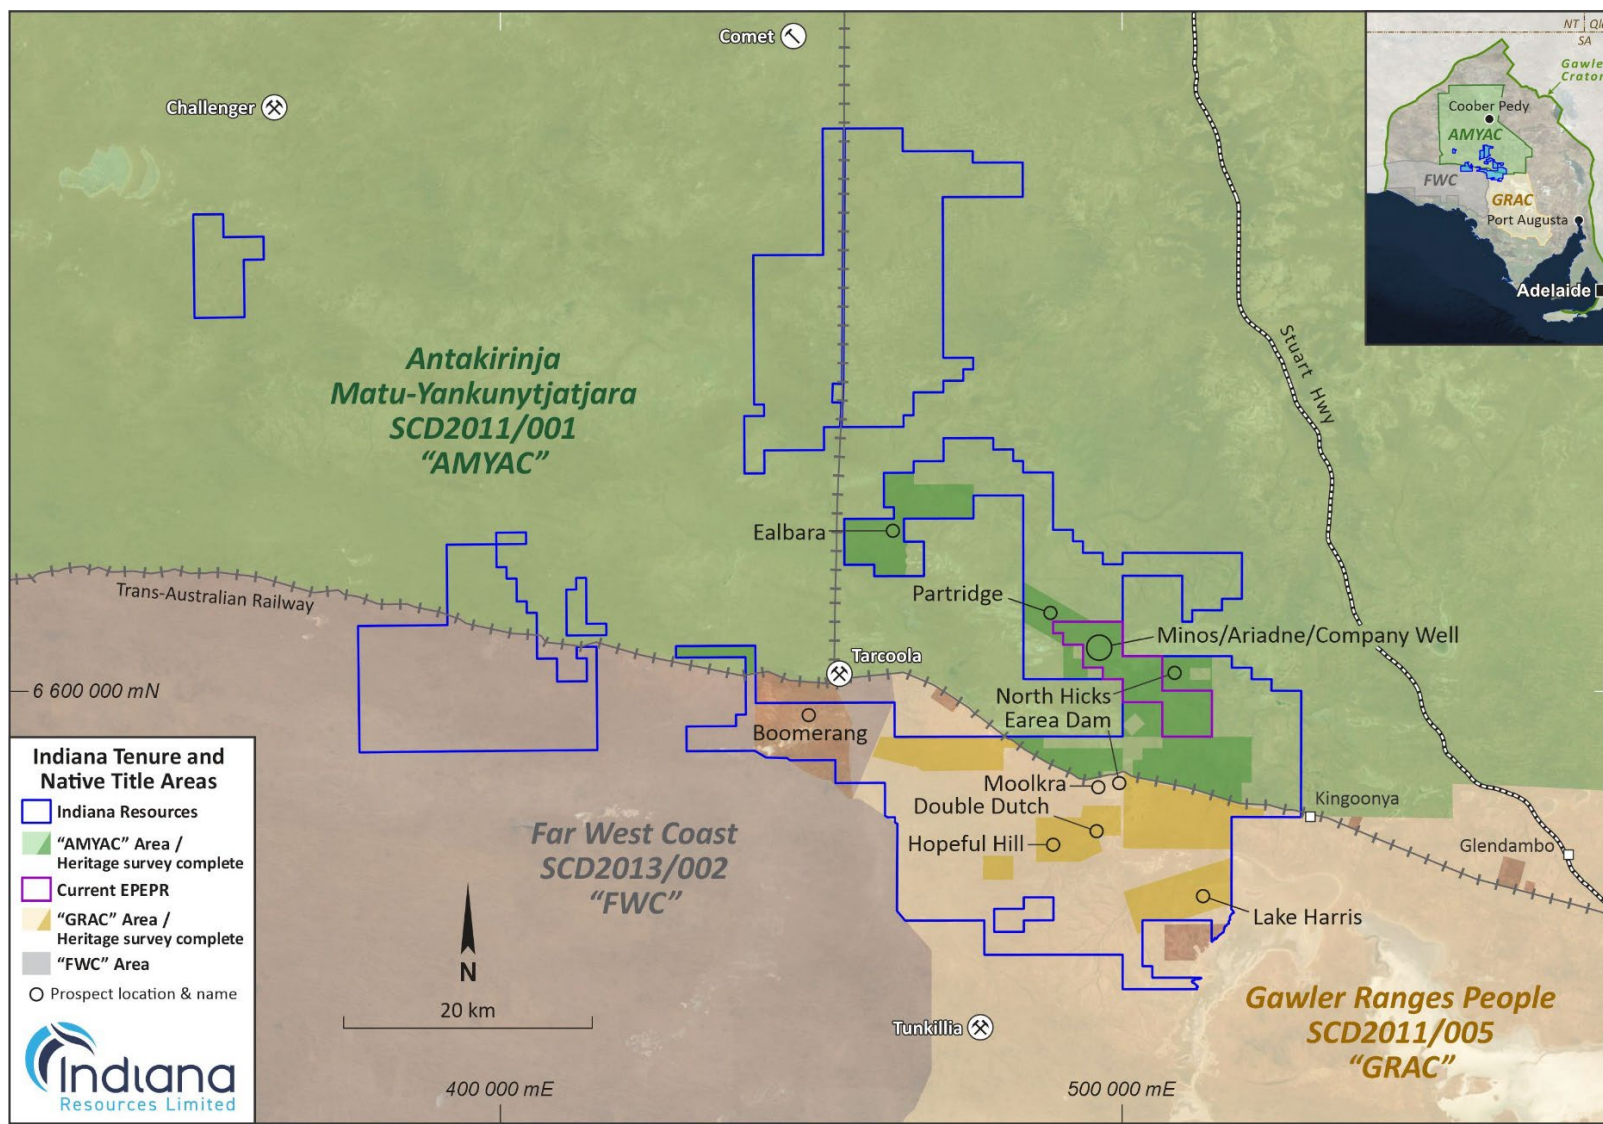 Comet
Challenger
NT
SA
Coober Pedy
AMYAC
FWC
GRAC
Port Augusta
Adelaide
Stuart Hwy
Antakirinja
Matu-Yankunytjatjara
SCD2011/001
“AMYAC”
Ealbara
Partridge
Trans-Australian Railway
Minos/Ariadne/Company Well
Tarcoola
6 600 000 mN
North Hicks
Earea Dam
Boomerang
Moolkra
Double Dutch
Kingoonya
Hopeful Hill
Glendambo
Far West Coast
SCD2013/002
“FWC”
Lake Harris
Gawler Ranges People
SCD2011/005
“GRAC”
Tunkillia
N
20 km
400 000 mE
500 000 mE
Indiana Tenure and
Native Title Areas
Indiana Resources
“AMYAC” Area /
Heritage survey complete
Current EPEPR
“GRAC” Area /
Heritage survey complete
“FWC” Area
Prospect location & name
Indiana
Resources Limited